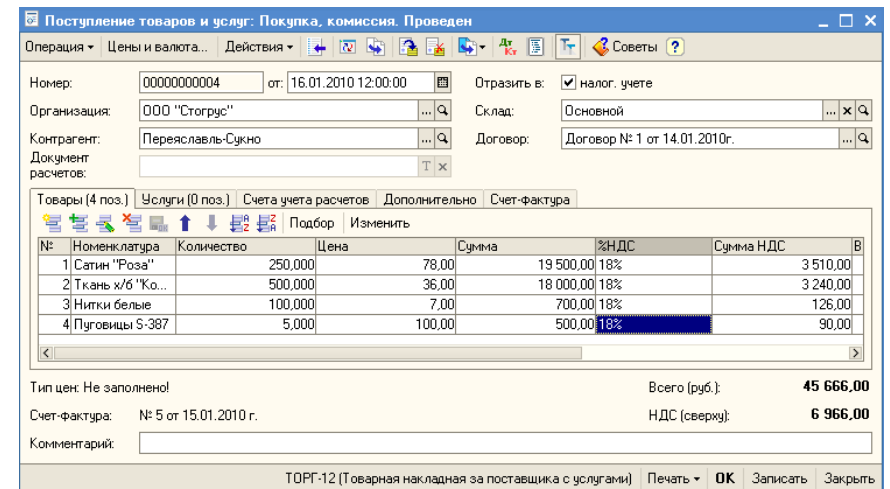 Поступление товаров и услуг: Покупка, комиссия. Проведен
Операция Цены и валота... Действия Дт Кт Советы ?
Номер: 00000000004 от: 16.01.2010 12:00:00 Отразить в: налог. учете
Организация: ООО "Стогрус" ... Склад: Основной ... x
Контрагент: Переяславль-Сукно ... Договор: Договор № 1 от 14.01.2010г. ...
Документ
расчетов: T x
Товары (4 поз.) Услуги (0 поз.) Счета учета расчетов Дополнительно Счет-фактура
Подбор Изменить
№ Номенклатура Количество Цена Сумма %НДС Сумма НДС В
1 Сатин "Роза" 250,000 78,00 19 500,00 18% 3 510,00
2 Ткань х/б "Ко... 500,000 36,00 18 000,00 18% 3 240,00
3 Нитки белые 100,000 7,00 700,00 18% 126,00
4 Пуговицы S-387 5,000 100,00 500,00 18% 90,00
Тип цен: Не заполнено! Всего (руб.): 45 666,00
Счет-фактура: № 5 от 15.01.2010 г. НДС (сверху): 6 966,00
Комментарий:
ТОРГ-12 (Товарная накладная за поставщика с услугами) Печать OK Записать Закрыть